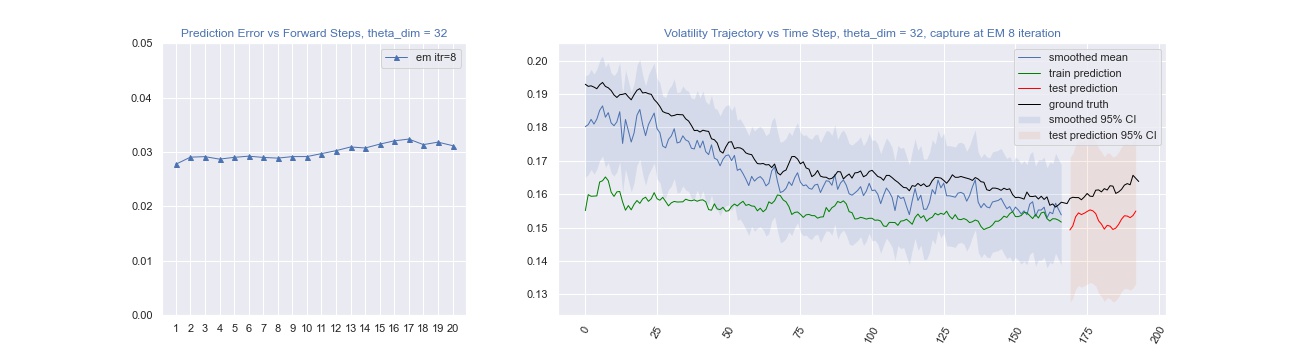 Prediction Error vs Forward Steps, theta_dim = 32
0.05
0.04
0.03
0.02
0.01
0.00
em itr=8
1 2 3 4 5 6 7 8 9 10 11 12 13 14 15 16 17 18 19 20
Volatility Trajectory vs Time Step, theta_dim = 32, capture at EM 8 iteration
0.20
0.19
0.18
0.17
0.16
0.15
0.14
0.13
smoothed mean
train prediction
test prediction
ground truth
smoothed 95% CI
test prediction 95% CI
0 25 50 75 100 125 150 175 200